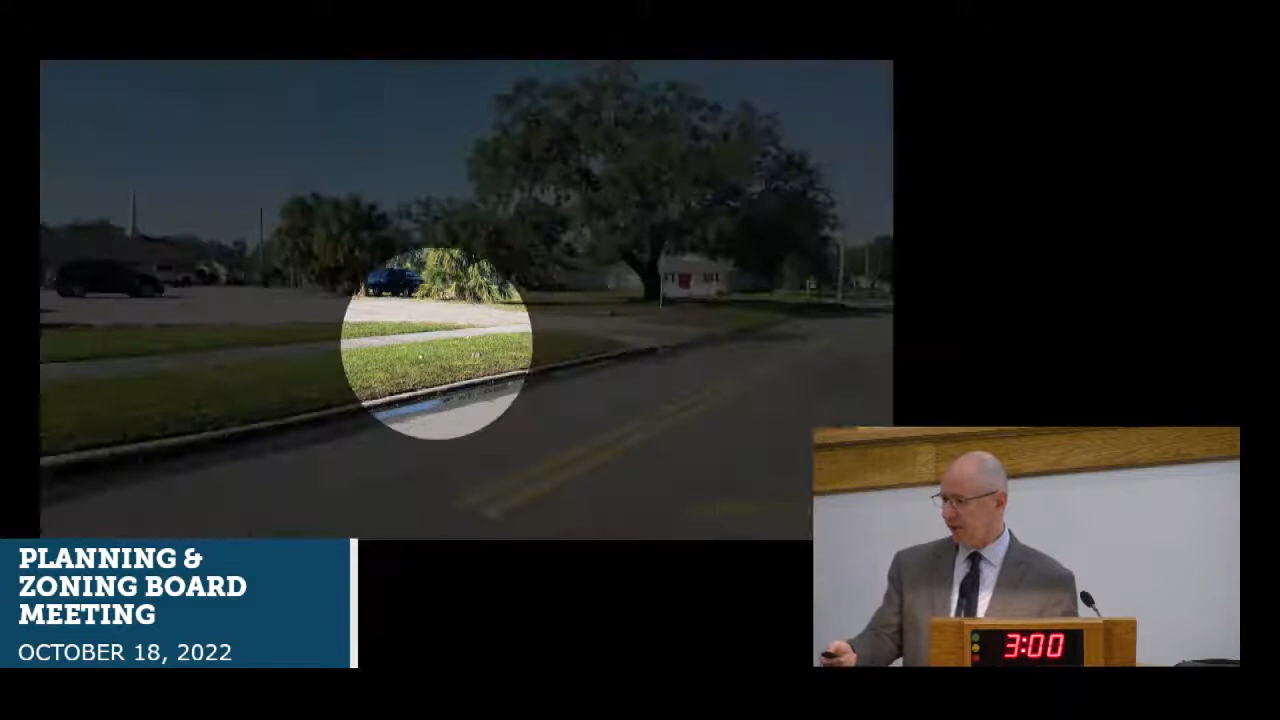 PLANNING &
ZONING BOARD
MEETING
OCTOBER 18, 2022
3:00